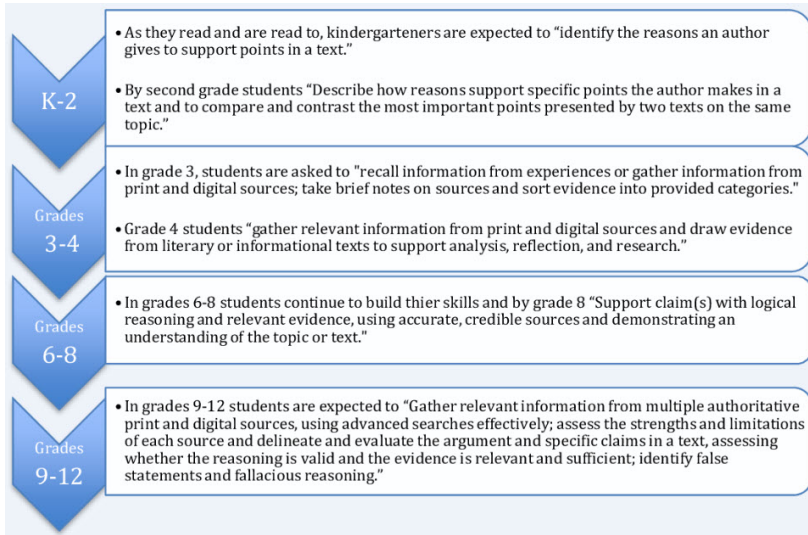 K-2
• As they read and are read to, kindergarteners are expected to “identify the reasons an author
gives to support points in a text.”
• By second grade students “Describe how reasons support specific points the author makes in a
text and to compare and contrast the most important points presented by two texts on the same
topic.”
Grades
3-4
• In grade 3, students are asked to "recall information from experiences or gather information from
print and digital sources; take brief notes on sources and sort evidence into provided categories."
• Grade 4 students “gather relevant information from print and digital sources and draw evidence
from literary or informational texts to support analysis, reflection, and research.”
Grades
6-8
• In grades 6-8 students continue to build thier skills and by grade 8 “Support claim(s) with logical
reasoning and relevant evidence, using accurate, credible sources and demonstrating an
understanding of the topic or text."
Grades
9-12
• In grades 9-12 students are expected to “Gather relevant information from multiple authoritative
print and digital sources, using advanced searches effectively; assess the strengths and limitations
of each source and delineate and evaluate the argument and specific claims in a text, assessing
whether the reasoning is valid and the evidence is relevant and sufficient; identify false
statements and fallacious reasoning.”